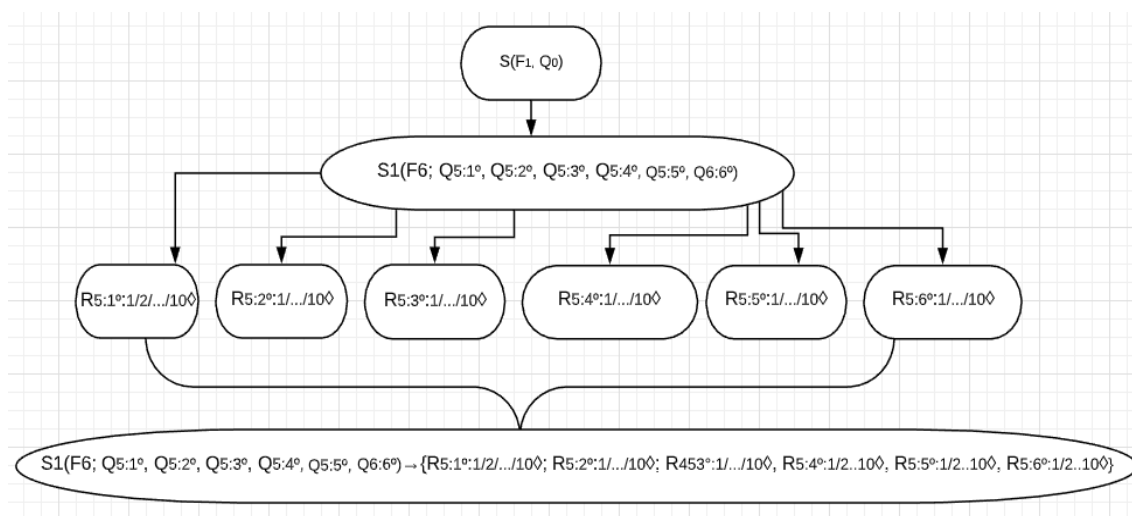 S(F1, Q0)
S1(F6; Q5:1º, Q5:2º, Q5:3º, Q5:4º, Q5:5º, Q6:6º)
R5:1º:1/2/.../10◊
R5:2º:1/.../10◊
R5:3º:1/.../10◊
R5:4º:1/.../10◊
R5:5º:1/.../10◊
R5:6º:1/.../10◊
S1(F6; Q5:1º, Q5:2º, Q5:3º, Q5:4º, Q5:5º, Q6:6º)→{R5:1º:1/2/.../10◊; R5:2º:1/.../10◊; R453°:1/.../10◊, R5:4º:1/2..10◊, R5:5º:1/2..10◊, R5:6º:1/2..10◊}